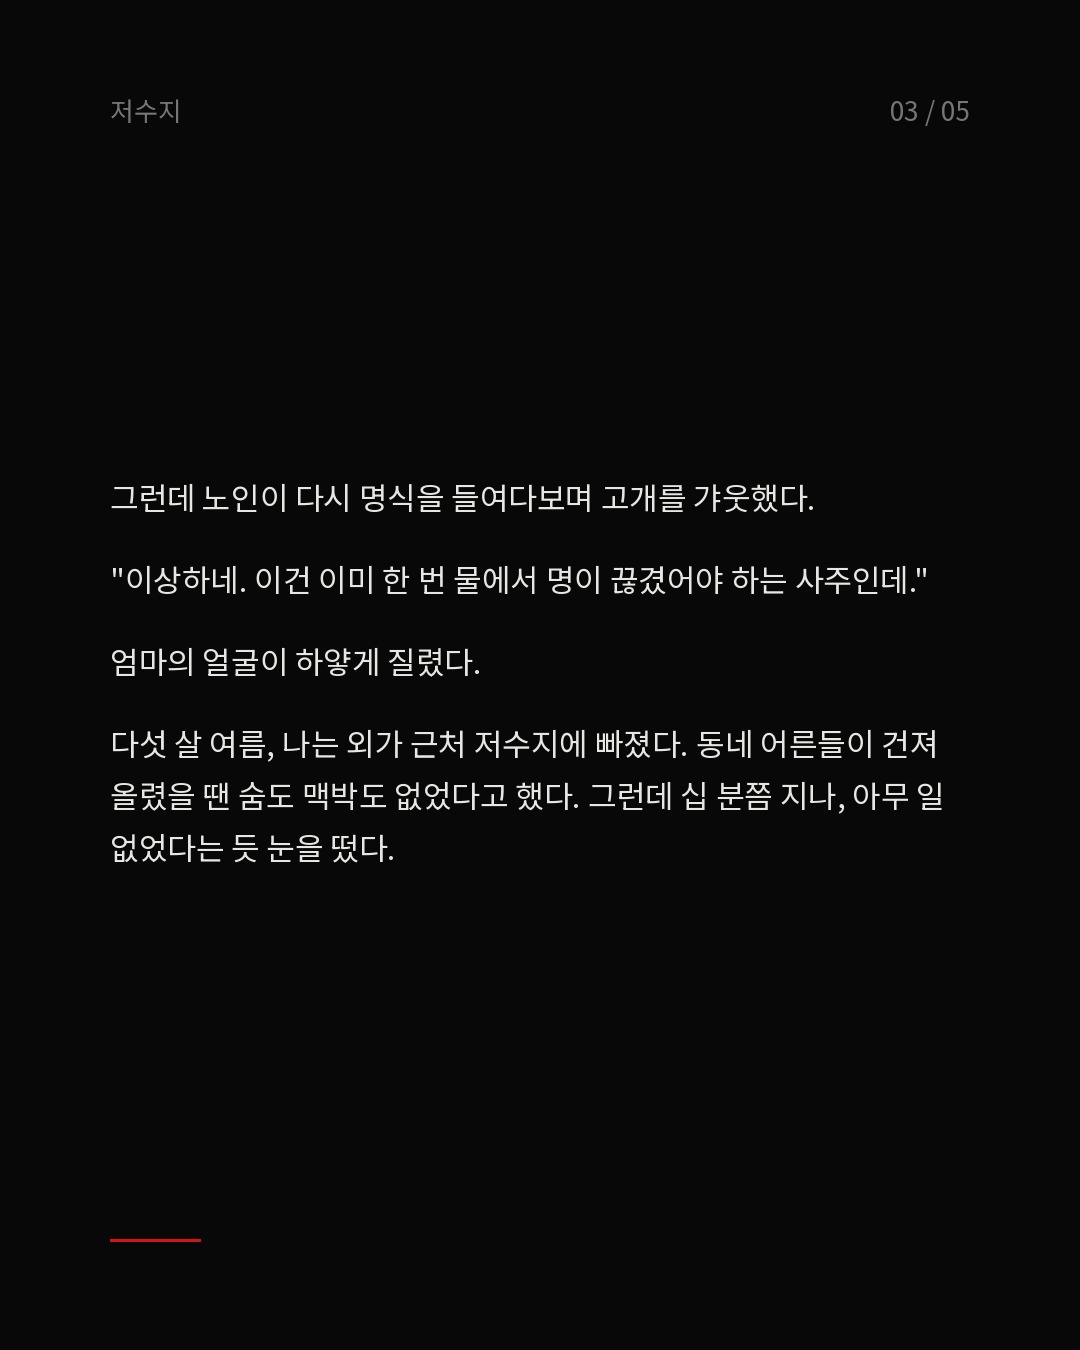 저수지
03 / 05
그런데 노인이 다시 명식을 들여다보며 고개를 갸웃했다.
"이상하네. 이건 이미 한 번 물에서 명이 끊겼어야 하는 사주인데."
엄마의 얼굴이 하얗게 질렸다.
다섯 살 여름, 나는 외가 근처 저수지에 빠졌다. 동네 어른들이 건져
올렸을 땐 숨도 맥박도 없었다고 했다. 그런데 십 분쯤 지나, 아무 일
없었다는 듯 눈을 떴다.